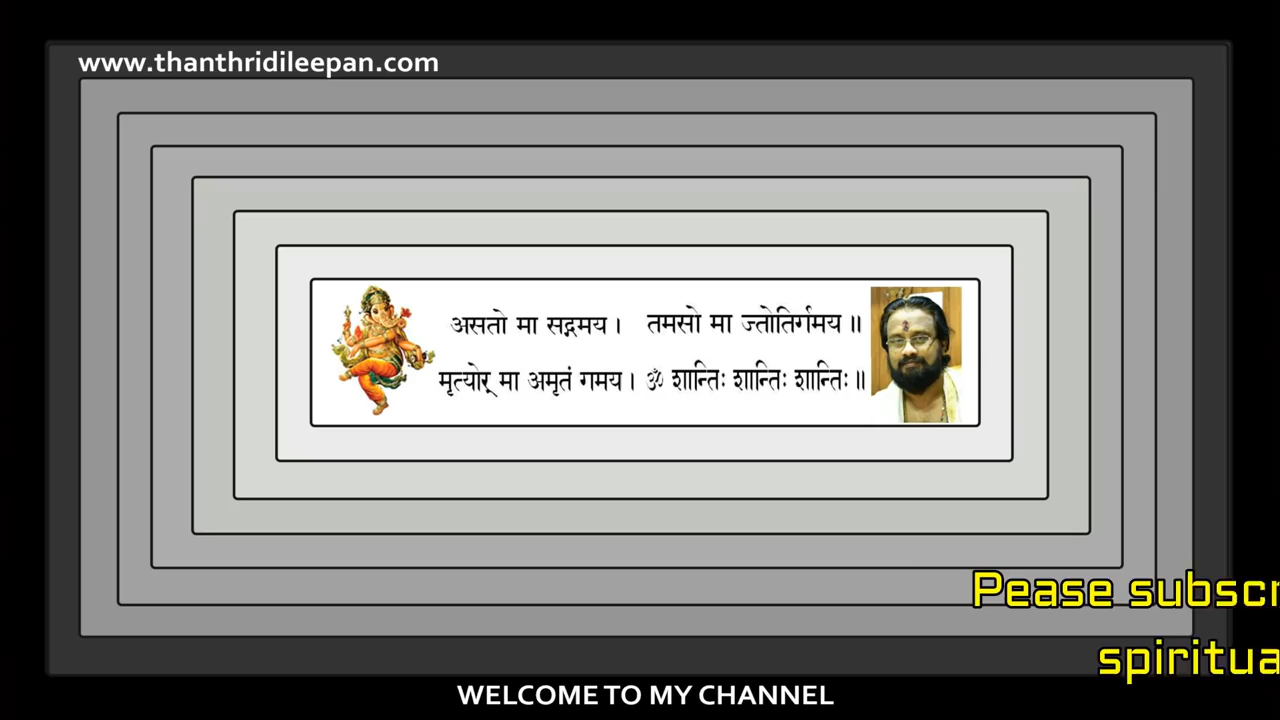 www.thanthridileepan.com
असतो मा सद्गमय। तमसो मा ज्तोतिर्गमय॥
मृत्योर् मा अमृतं गमय। ॐ शान्तिः शान्तिः शान्तिः॥
Pease subscr
spiritua
WELCOME TO MY CHANNEL